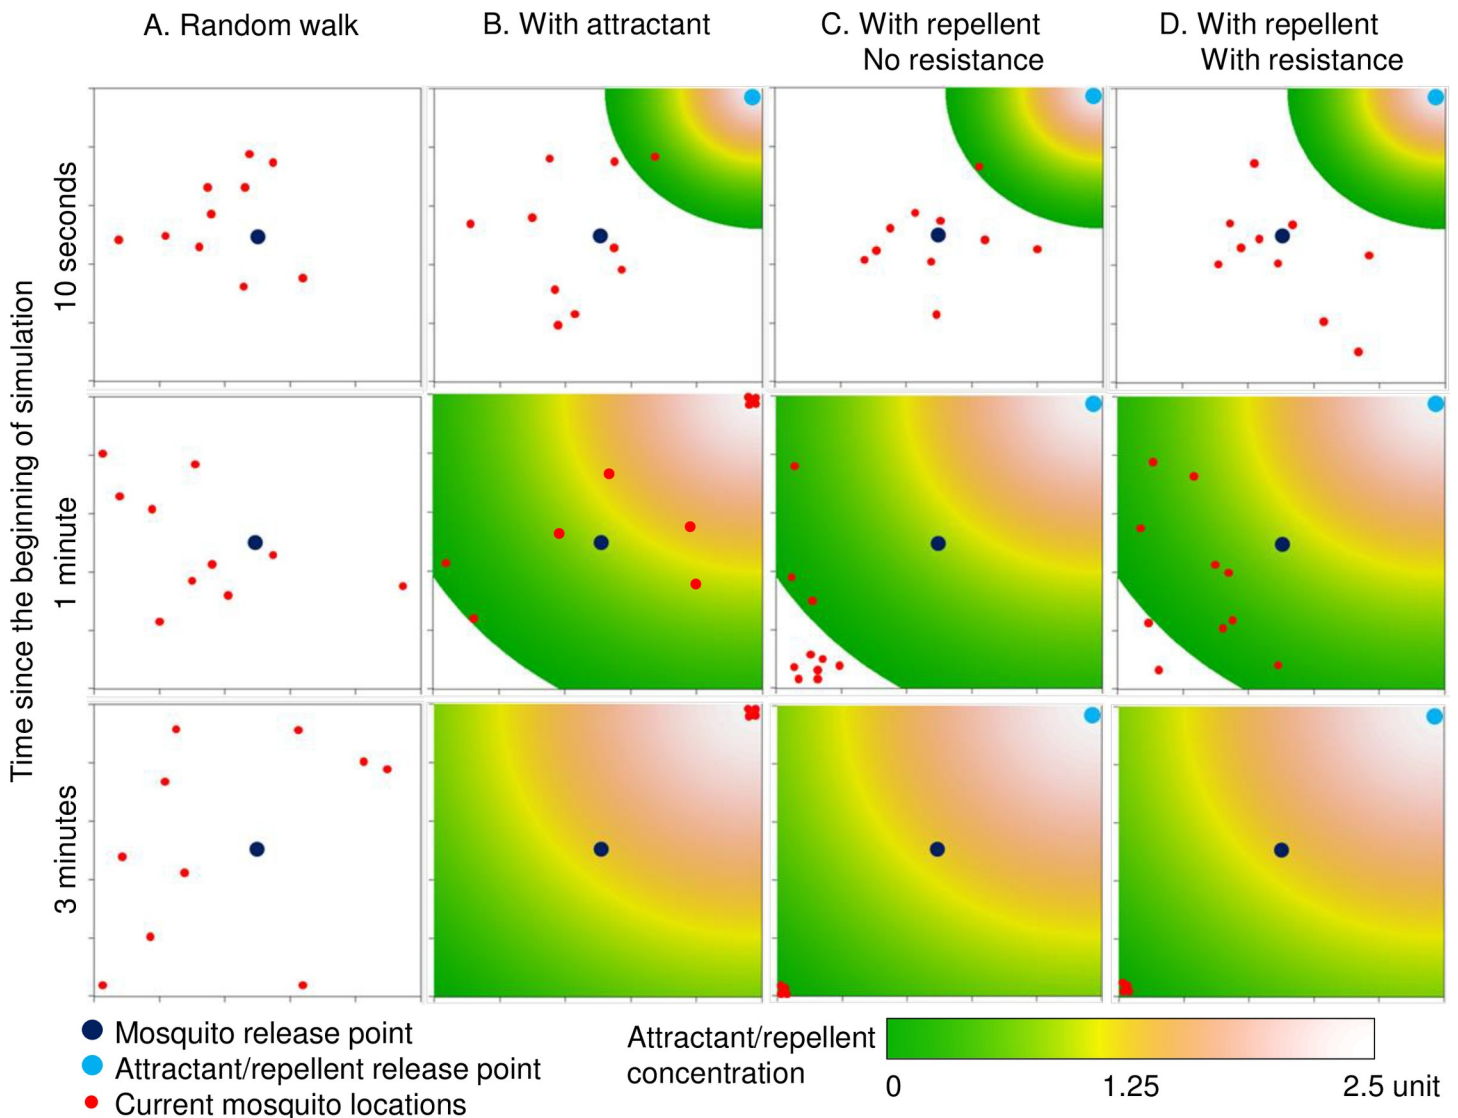 A. Random walk
B. With attractant
C. With repellent
No resistance
D. With repellent
With resistance
Time since the beginning of simulation
10 seconds
1 minute
3 minutes
Mosquito release point
Attractant/repellent release point
Current mosquito locations
Attractant/repellent
concentration
0 1.25 2.5 unit